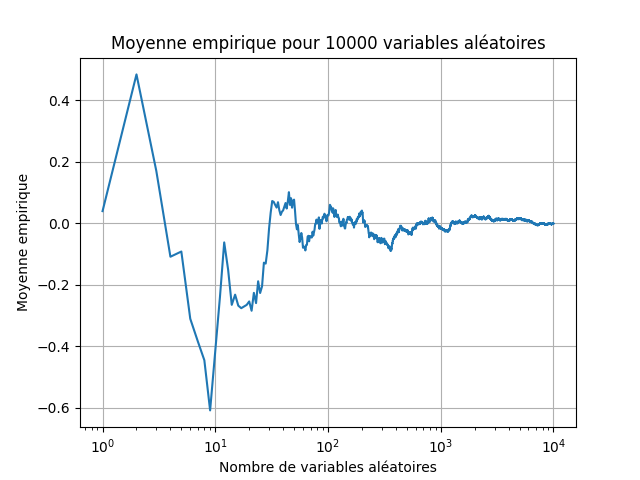 Moyenne empirique pour 10000 variables aléatoires
Moyenne empirique
0.4
0.2
0.0
−0.2
−0.4
−0.6
10⁰ 10¹ 10² 10³ 10⁴
Nombre de variables aléatoires